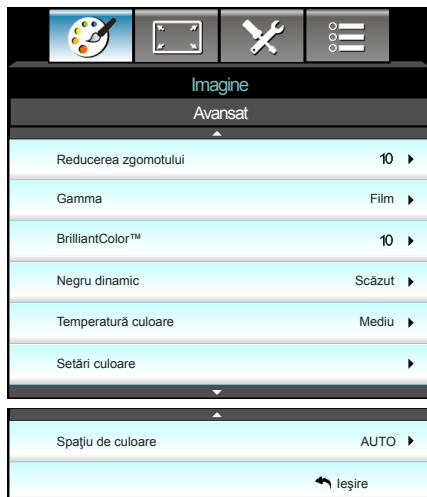 Imagine
Avansat
Reducerea zgomotului 10
Gamma Film
BrilliantColor™ 10
Negru dinamic Scăzut
Temperatură culoare Mediu
Setări culoare
Spaţiu de culoare AUTO
Ieşire